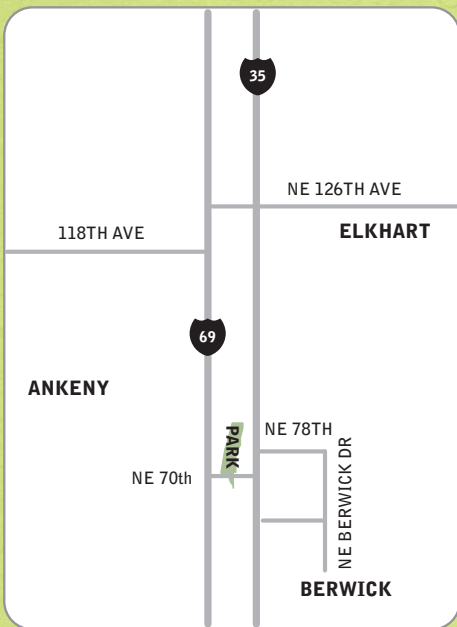 35
NE 126TH AVE
118TH AVE
ELKHART
69
ANKENY
PARK
NE 78TH
NE BERWICK DR
NE 70th
BERWICK